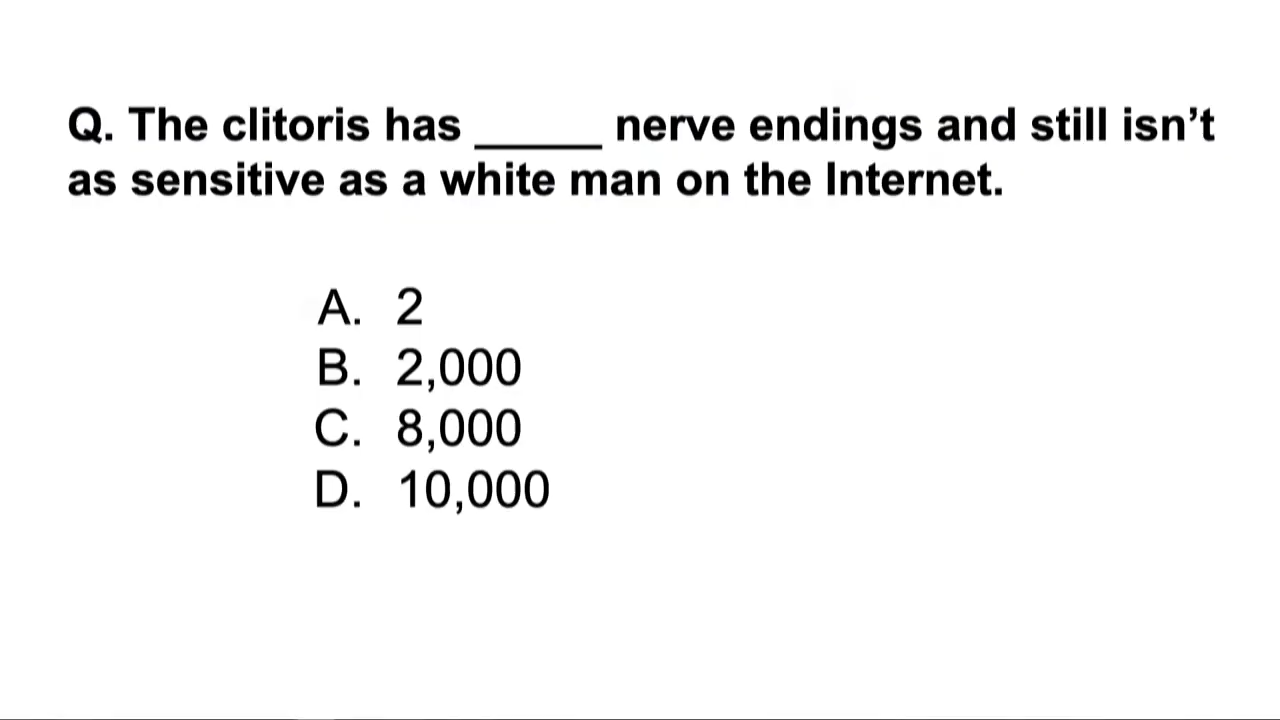 Q. The clitoris has _____ nerve endings and still isn’t
as sensitive as a white man on the Internet.
A. 2
B. 2,000
C. 8,000
D. 10,000